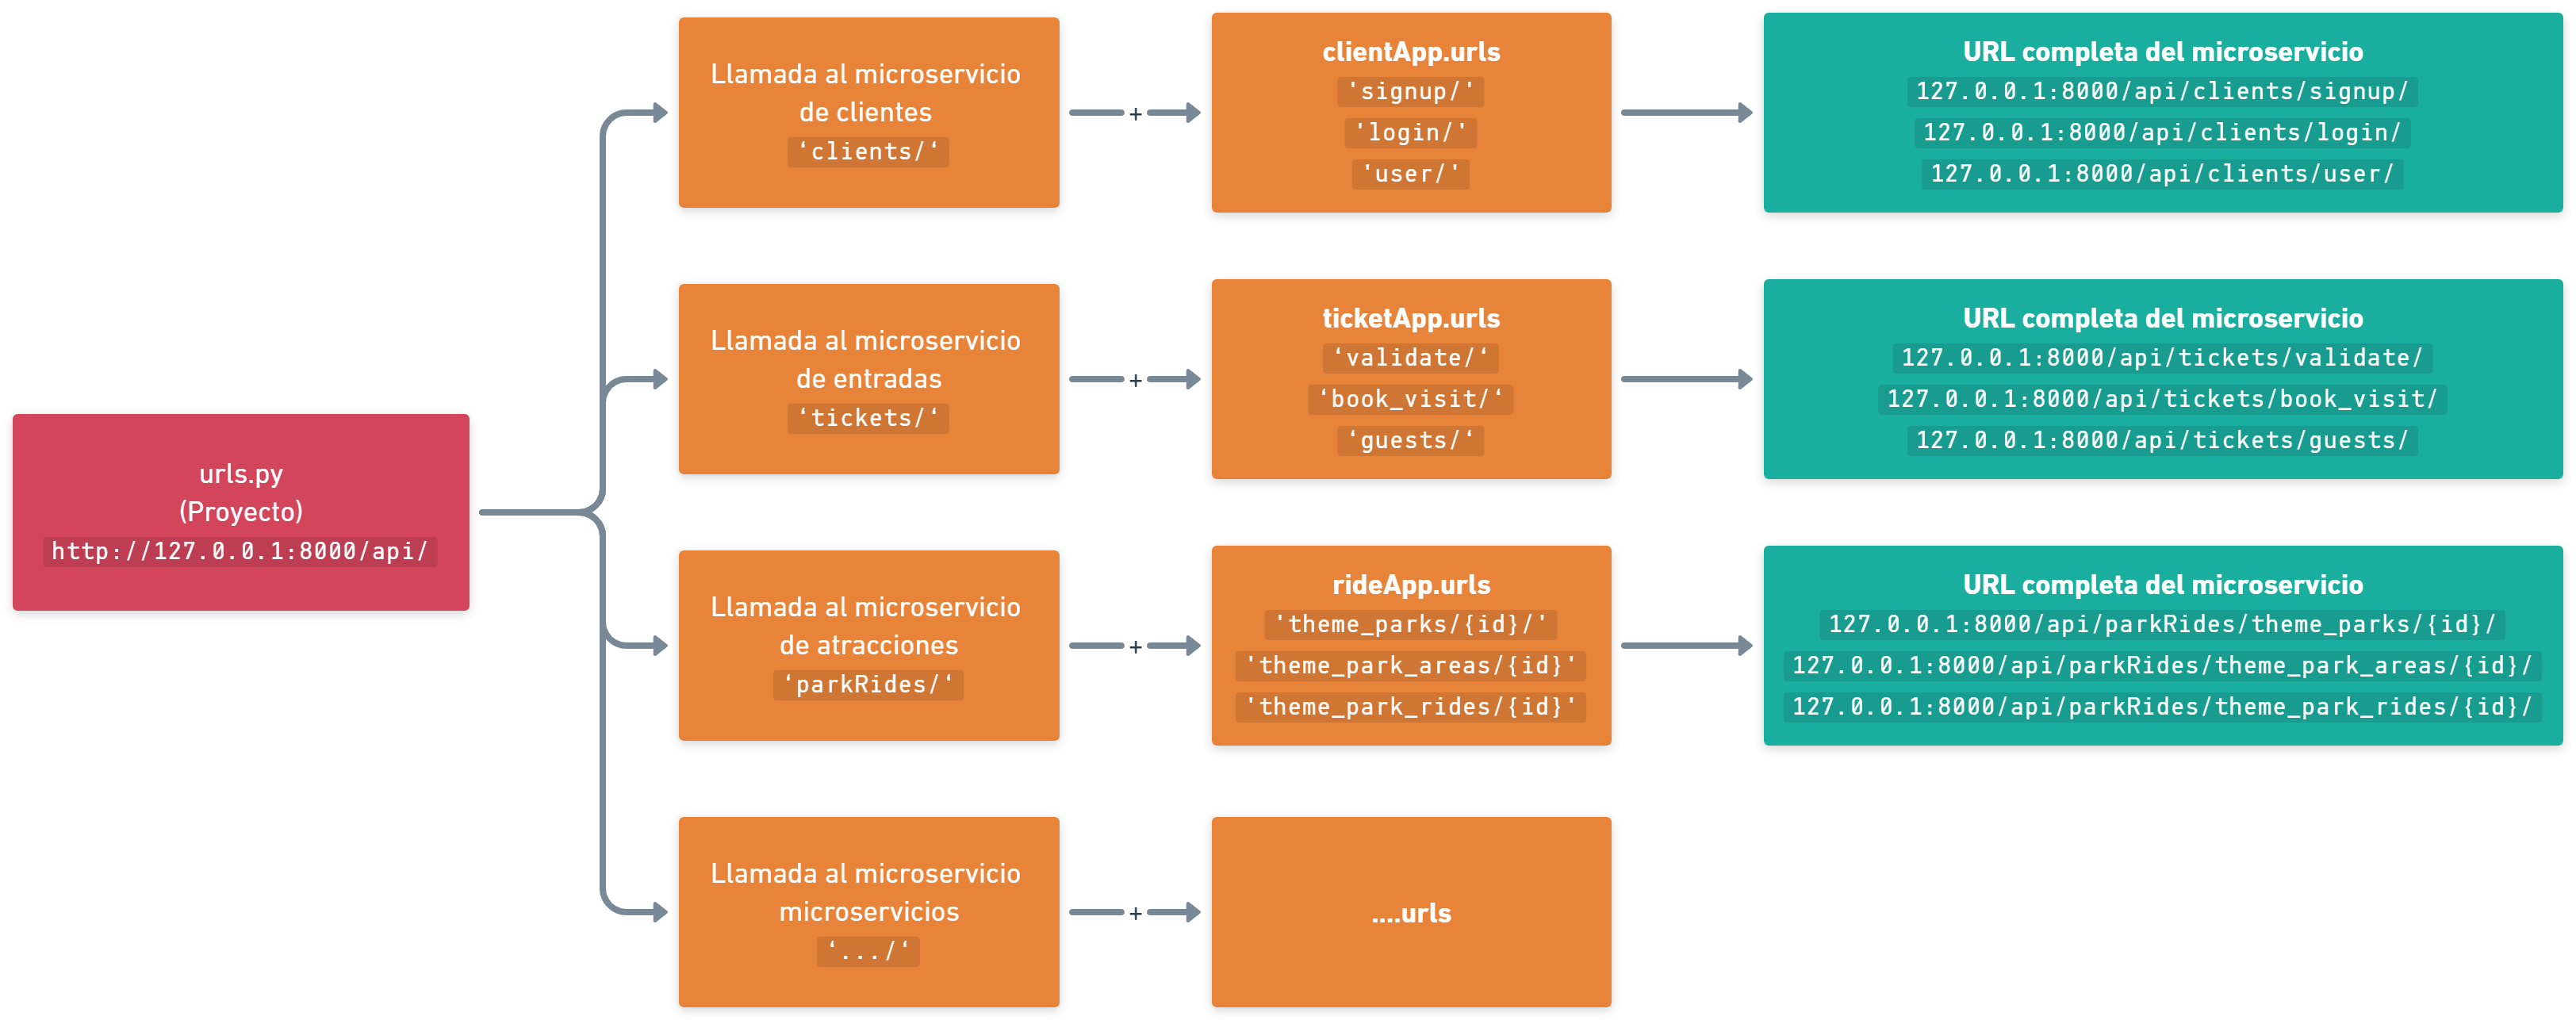 Llamada al microservicio
de clientes
‘clients/‘
+
clientApp.urls
'signup/'
'login/'
'user/'
URL completa del microservicio
127.0.0.1:8000/api/clients/signup/
127.0.0.1:8000/api/clients/login/
127.0.0.1:8000/api/clients/user/
Llamada al microservicio
de entradas
‘tickets/‘
+
ticketApp.urls
‘validate/‘
‘book_visit/‘
‘guests/‘
URL completa del microservicio
127.0.0.1:8000/api/tickets/validate/
127.0.0.1:8000/api/tickets/book_visit/
127.0.0.1:8000/api/tickets/guests/
urls.py
(Proyecto)
http://127.0.0.1:8000/api/
Llamada al microservicio
de atracciones
‘parkRides/‘
+
rideApp.urls
'theme_parks/{id}/'
'theme_park_areas/{id}'
'theme_park_rides/{id}'
URL completa del microservicio
127.0.0.1:8000/api/parkRides/theme_parks/{id}/
127.0.0.1:8000/api/parkRides/theme_park_areas/{id}/
127.0.0.1:8000/api/parkRides/theme_park_rides/{id}/
Llamada al microservicio
microservicios
‘.../‘
+
....urls